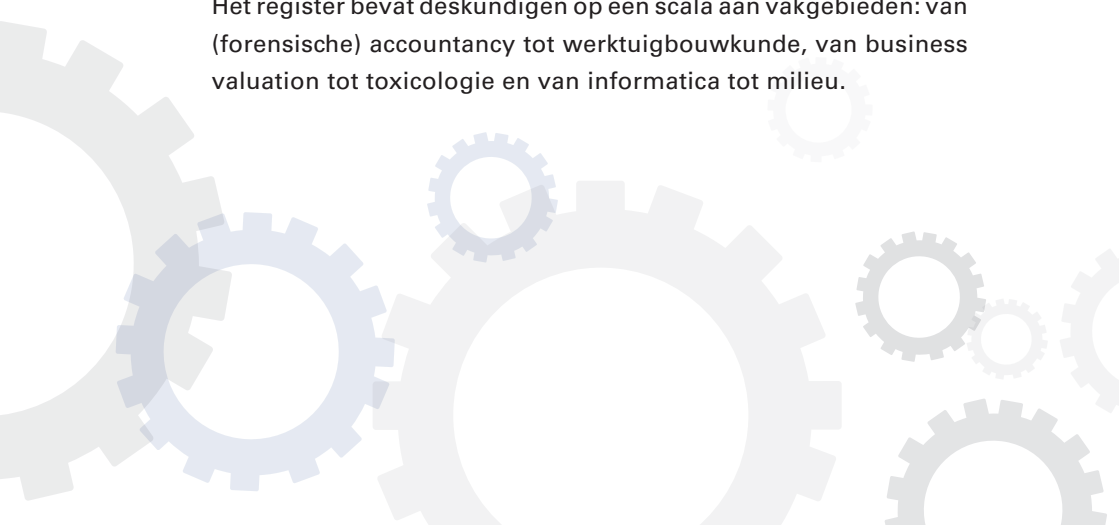 Het register bevat deskundigen op een scala aan vakgebieden: van
(forensische) accountancy tot werktuigbouwkunde, van business
valuation tot toxicologie en van informatica tot milieu.